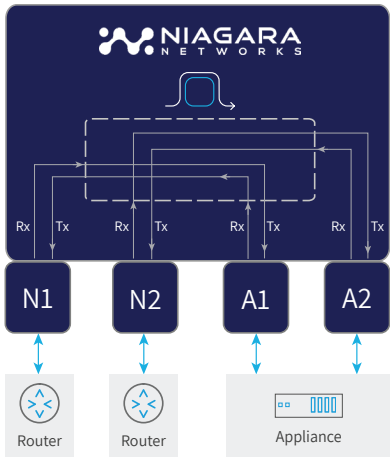 NIAGARA
NETWORKS
Rx Tx Rx Tx Rx Tx Rx Tx
N1 N2 A1 A2
Router Router Appliance